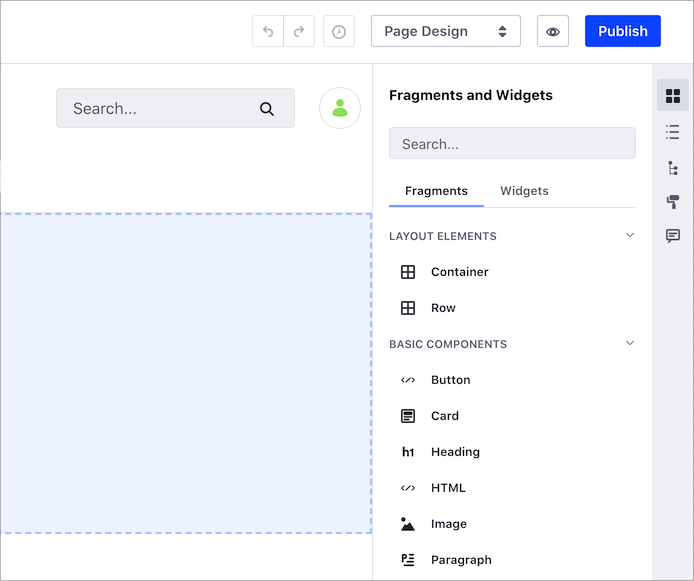 Page Design
Publish
Search...
Fragments and Widgets
Search...
Fragments Widgets
LAYOUT ELEMENTS
Container
Row
BASIC COMPONENTS
Button
Card
h1 Heading
HTML
Image
Paragraph